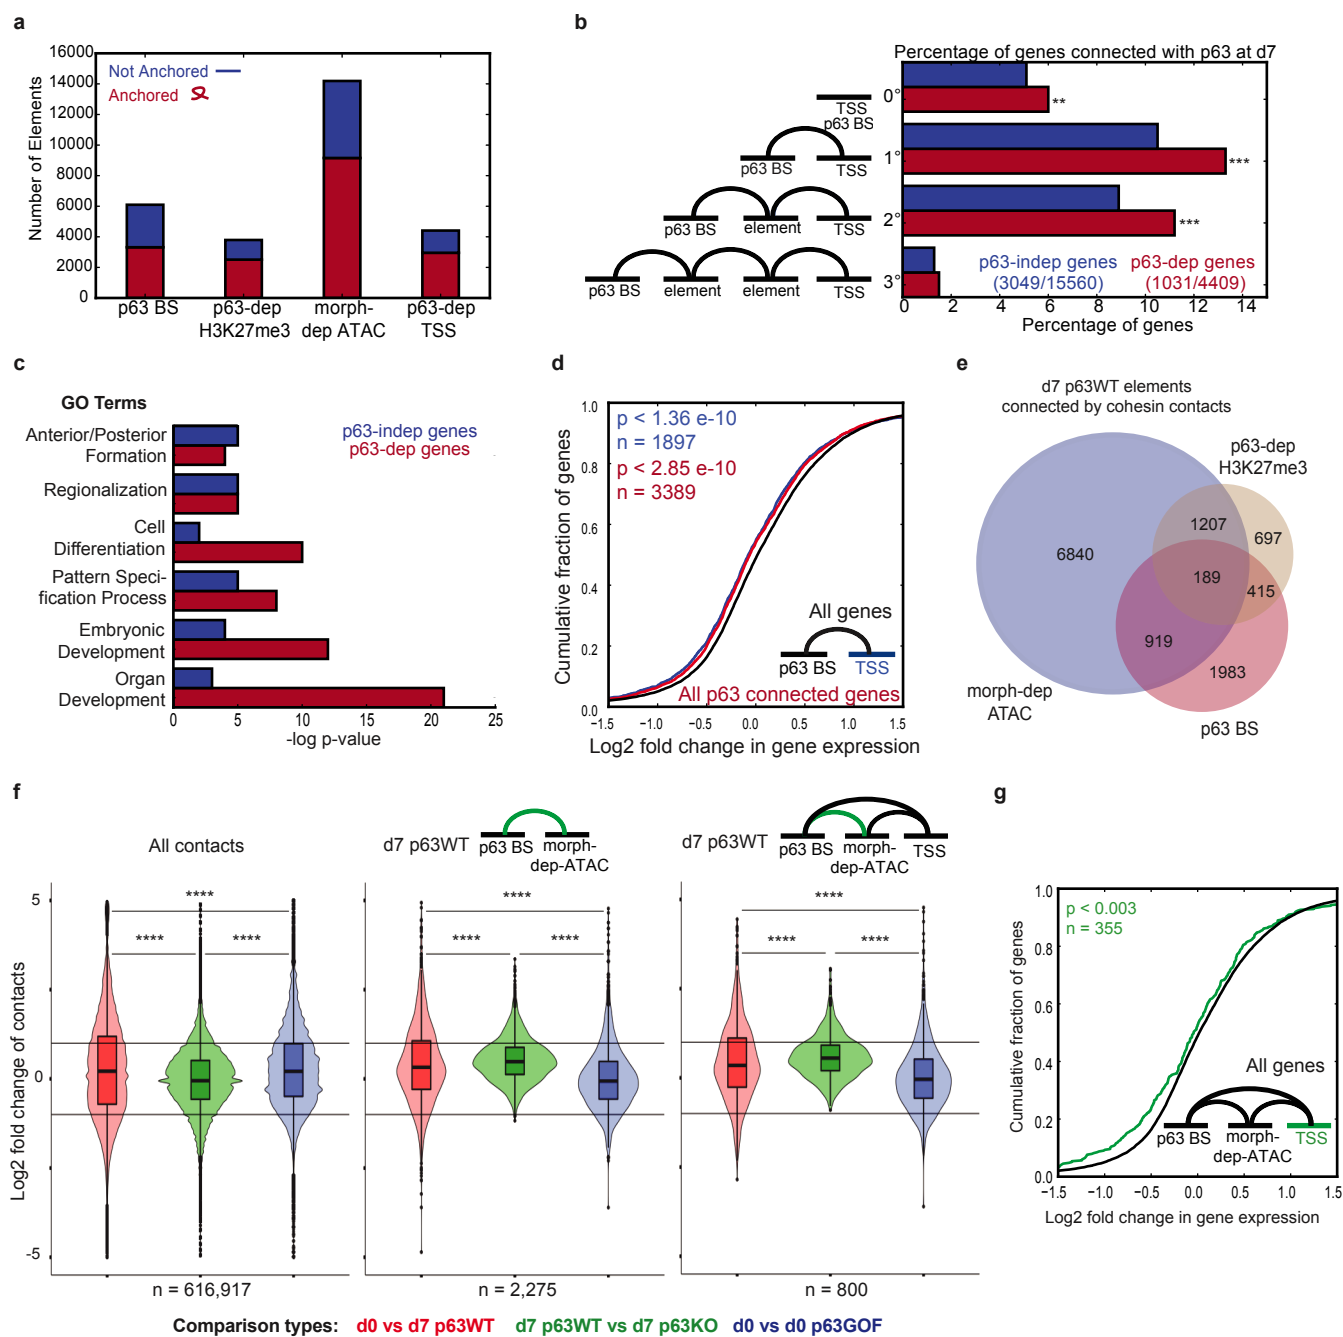 a
16000
14000
12000
10000
8000
6000
4000
2000
0
Number of Elements
Not Anchored
Anchored
p63 BS
p63-dep
H3K27me3
morph-
dep ATAC
p63-dep
TSS
b
Percentage of genes connected with p63 at d7
TSS
p63 BS
0°
**
p63 BS
TSS
1°
***
p63 BS
element
TSS
2°
***
p63 BS
element
element
TSS
3°
p63-indep genes
(3049/15560)
p63-dep genes
(1031/4409)
0 2 4 6 8 10 12 14
Percentage of genes
c
GO Terms
p63-indep genes
p63-dep genes
Anterior/Posterior
Formation
Regionalization
Cell
Differentiation
Pattern Speci-
fication Process
Embryonic
Development
Organ
Development
0 5 10 15 20 25
-log p-value
d
1.0
0.8
0.6
0.4
0.2
0.0
Cumulative fraction of genes
p < 1.36 e-10
n = 1897
p < 2.85 e-10
n = 3389
All genes
p63 BS
TSS
All p63 connected genes
−1.5 −1.0 −0.5 0.0 0.5 1.0 1.5
Log2 fold change in gene expression
e
d7 p63WT elements
connected by cohesin contacts
p63-dep
H3K27me3
1207
697
6840
189
415
919
1983
morph-dep
ATAC
p63 BS
f
All contacts
d7 p63WT
p63 BS
morph-
dep-ATAC
d7 p63WT
p63 BS
morph-
dep-ATAC
TSS
5
0
-5
Log2 fold change of contacts
****
**** ****
****
**** ****
****
**** ****
n = 616,917
n = 2,275
n = 800
Comparison types: d0 vs d7 p63WT d7 p63WT vs d7 p63KO d0 vs d0 p63GOF
g
1.0
0.8
0.6
0.4
0.2
0.0
Cumulative fraction of genes
p < 0.003
n = 355
All genes
p63 BS
morph-
dep-ATAC
TSS
−1.5 −1.0 −0.5 0.0 0.5 1.0 1.5
Log2 fold change in gene expression